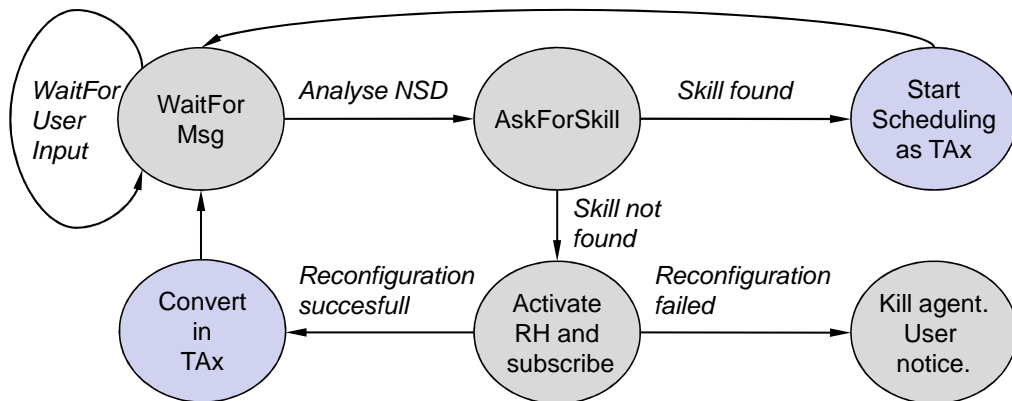 WaitFor
User
Input
WaitFor
Msg
Analyse NSD
AskForSkill
Skill found
Start
Scheduling
as TAx
Skill not
found
Convert
in
TAx
Reconfiguration
succesfull
Activate
RH and
subscribe
Reconfiguration
failed
Kill agent.
User
notice.